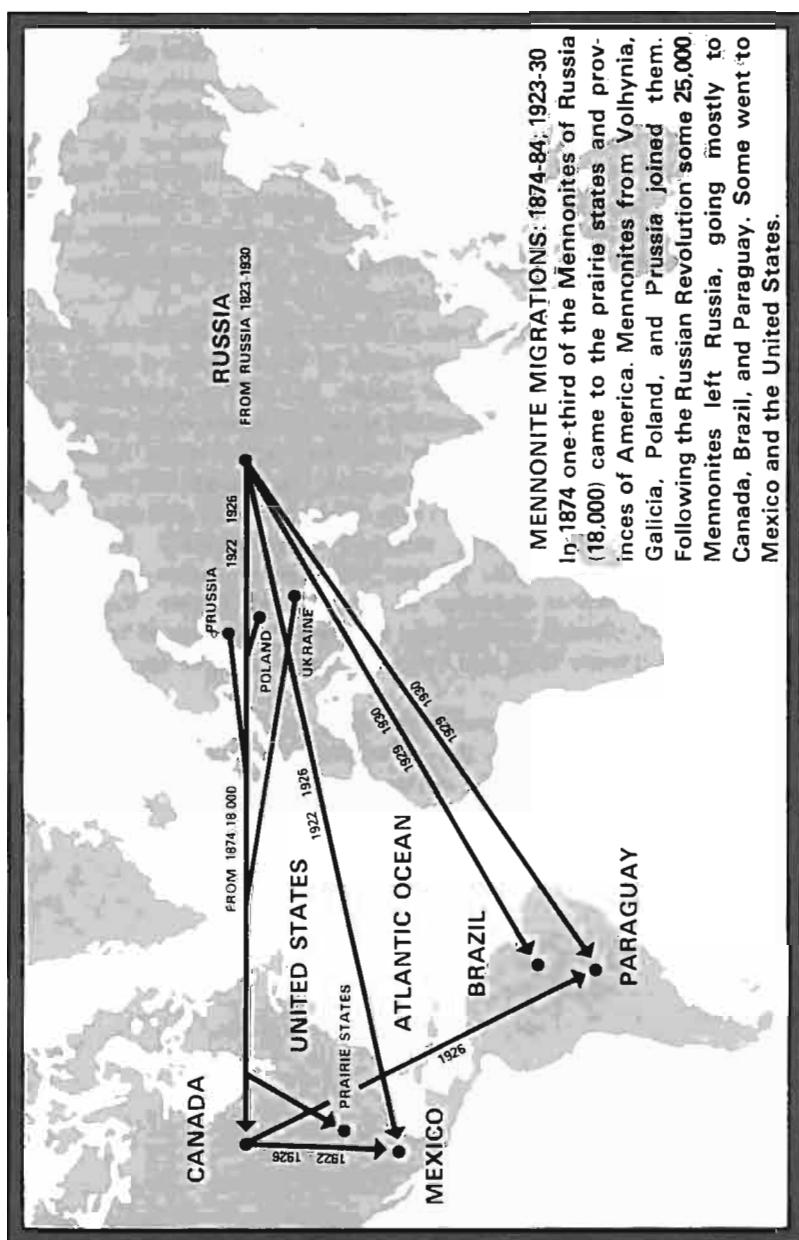 RUSSIA
FROM RUSSIA 1823-1930
1922 1926
PRUSSIA
POLAND
UKRAINE
FROM 1874:18.000
1922 1926
UNITED STATES
ATLANTIC OCEAN
1929 1930
1929 1930
CANADA
PRAIRIE STATES
1926 1922
MEXICO
1926
BRAZIL
PARAGUAY
MENNONITE MIGRATIONS: 1874-84; 1923-30
In 1874 one-third of the Mennonites of Russia
(18,000) came to the prairie states and prov-
inces of America. Mennonites from Volhynia,
Galicia, Poland, and Prussia joined them.
Following the Russian Revolution some 25,000
Mennonites left Russia, going mostly to
Canada, Brazil, and Paraguay. Some went to
Mexico and the United States.